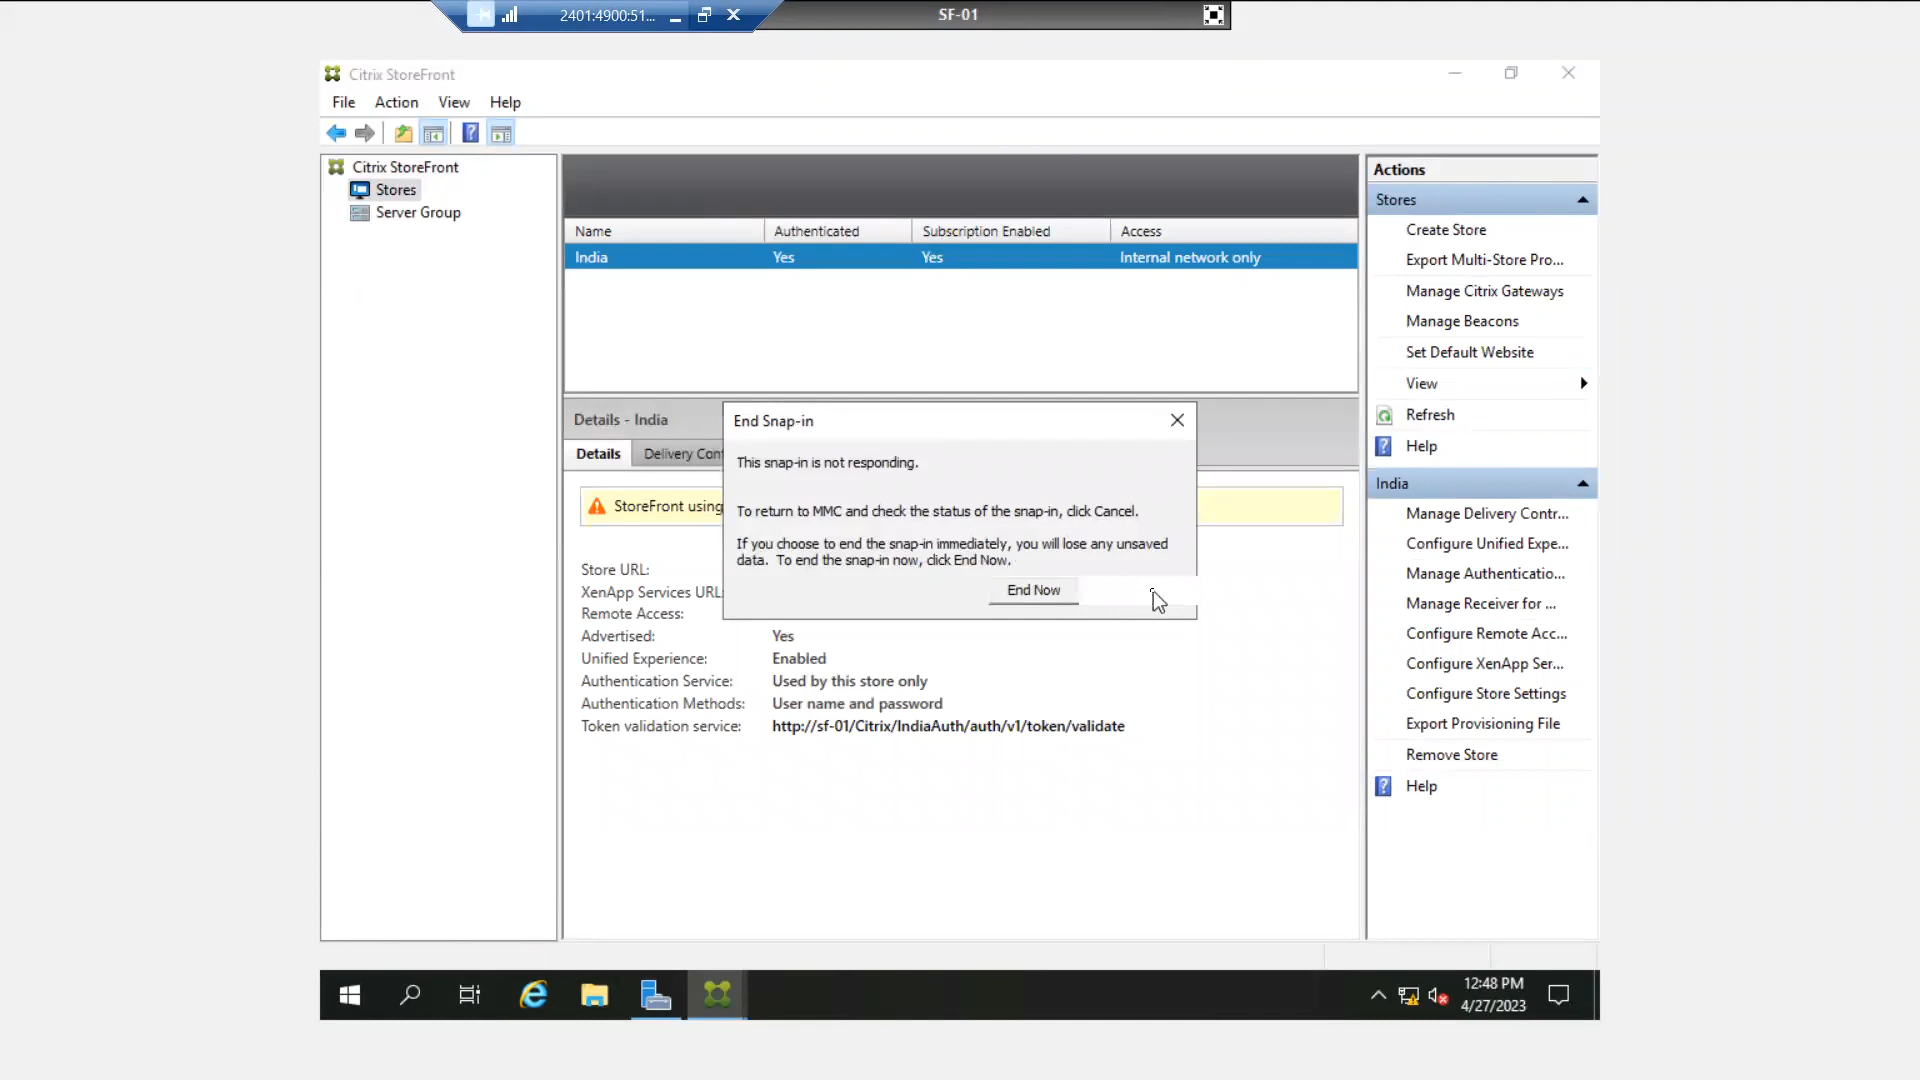 2401:4900:51...
SF-01
Citrix StoreFront
File Action View Help
Citrix StoreFront
Stores
Server Group
Name Authenticated Subscription Enabled Access
India Yes Yes Internal network only
Details - India
Details Delivery Cont
StoreFront using
Store URL:
XenApp Services URL:
Remote Access:
Advertised: Yes
Unified Experience: Enabled
Authentication Service: Used by this store only
Authentication Methods: User name and password
Token validation service: http://sf-01/Citrix/IndiaAuth/auth/v1/token/validate
End Snap-in
This snap-in is not responding.
To return to MMC and check the status of the snap-in, click Cancel.
If you choose to end the snap-in immediately, you will lose any unsaved
data. To end the snap-in now, click End Now.
End Now
Actions
Stores
Create Store
Export Multi-Store Pro...
Manage Citrix Gateways
Manage Beacons
Set Default Website
View
Refresh
Help
India
Manage Delivery Contr...
Configure Unified Expe...
Manage Authenticatio...
Manage Receiver for ...
Configure Remote Acc...
Configure XenApp Ser...
Configure Store Settings
Export Provisioning File
Remove Store
Help
12:48 PM
4/27/2023